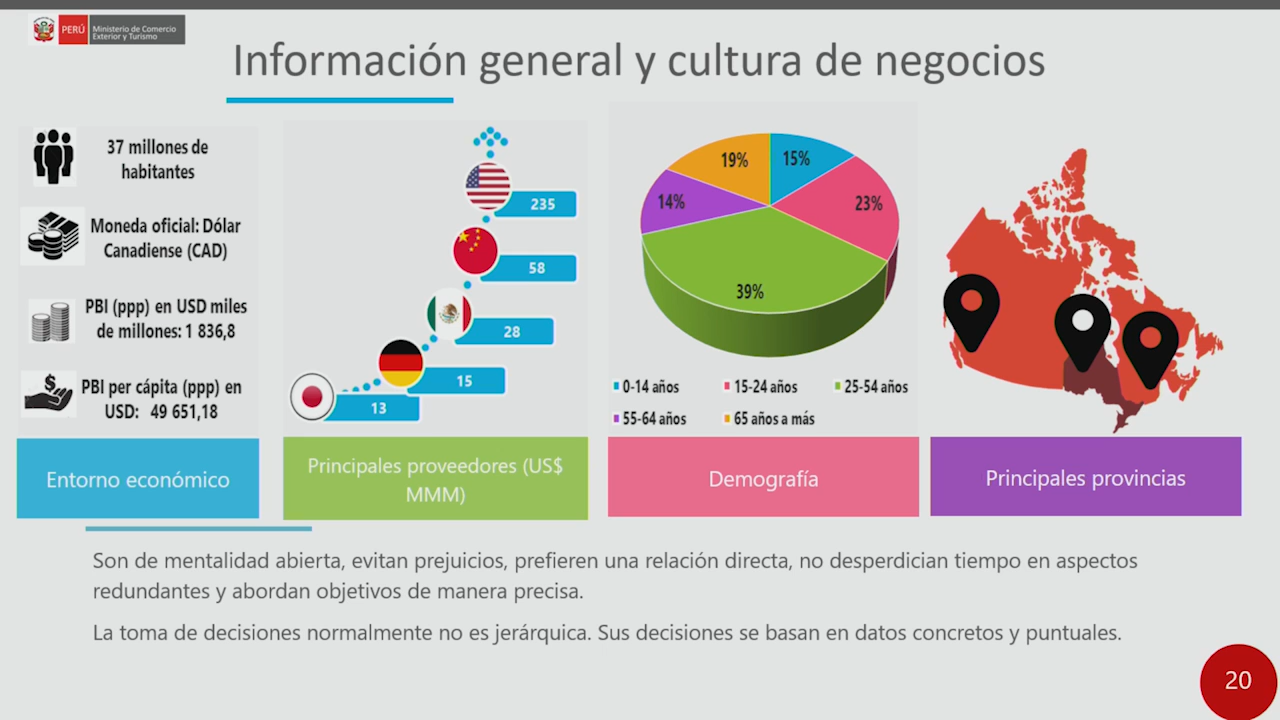 PERÚ
Ministerio de Comercio
Exterior y Turismo
Información general y cultura de negocios
37 millones de
habitantes
Moneda oficial: Dólar
Canadiense (CAD)
PBI (ppp) en USD miles
de millones: 1 836,8
PBI per cápita (ppp) en
USD: 49 651,18
Entorno económico
235
58
28
15
13
Principales proveedores (US$
MMM)
19%
15%
14%
23%
39%
0-14 años
15-24 años
25-54 años
55-64 años
65 años a más
Demografía
Principales provincias
Son de mentalidad abierta, evitan prejuicios, prefieren una relación directa, no desperdician tiempo en aspectos
redundantes y abordan objetivos de manera precisa.
La toma de decisiones normalmente no es jerárquica. Sus decisiones se basan en datos concretos y puntuales.
20